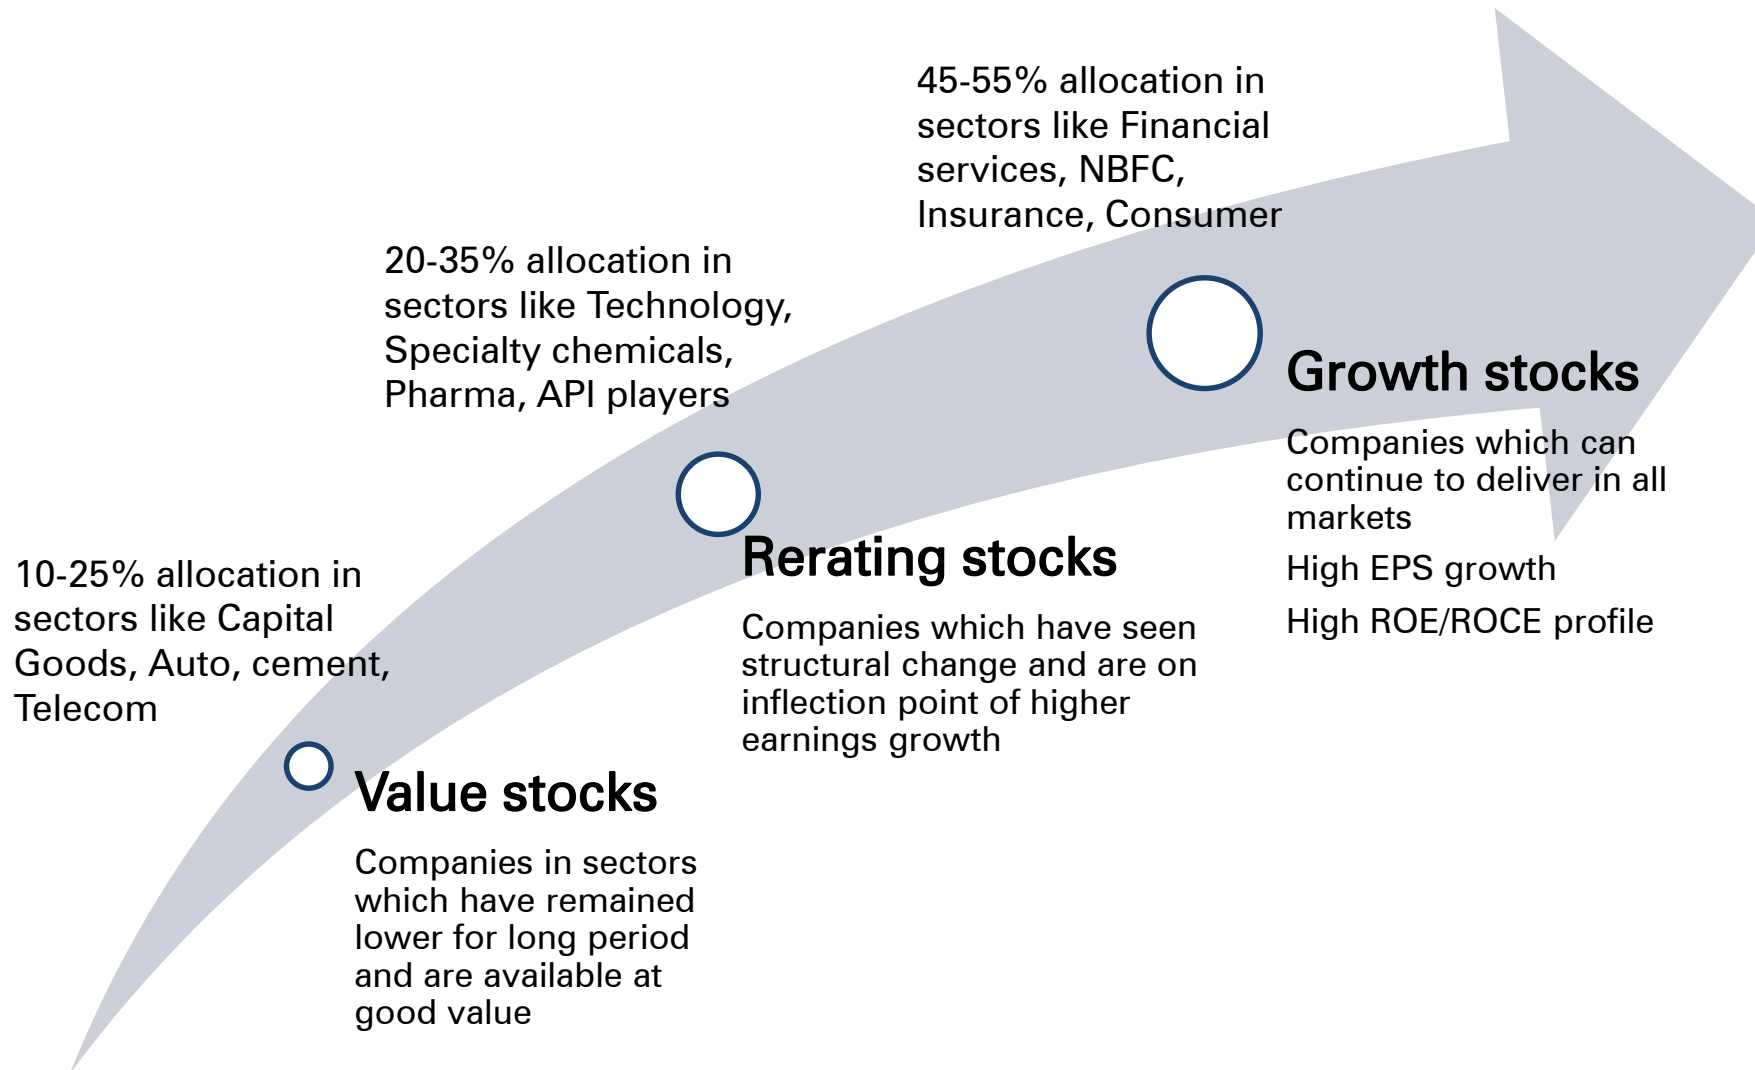 45-55% allocation in
sectors like Financial
services, NBFC,
Insurance, Consumer
20-35% allocation in
sectors like Technology,
Specialty chemicals,
Pharma, API players
10-25% allocation in
sectors like Capital
Goods, Auto, cement,
Telecom
Growth stocks
Companies which can
continue to deliver in all
markets
High EPS growth
High ROE/ROCE profile
Rerating stocks
Companies which have seen
structural change and are on
inflection point of higher
earnings growth
Value stocks
Companies in sectors
which have remained
lower for long period
and are available at
good value